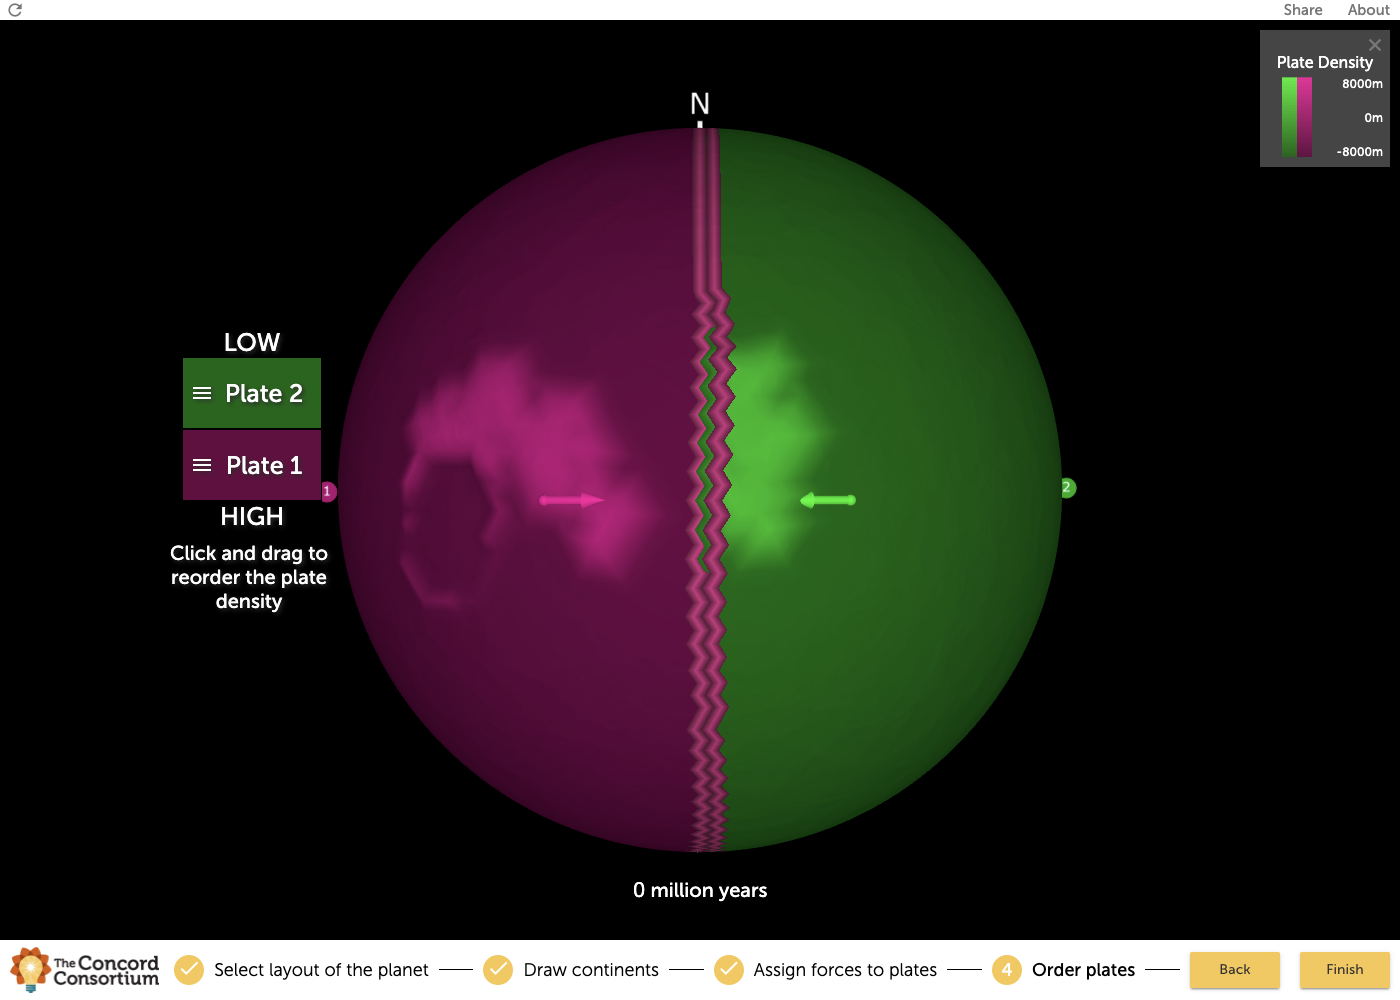 Share About
Plate Density
8000m
0m
-8000m
N
LOW
Plate 2
Plate 1
HIGH
Click and drag to
reorder the plate
density
1
2
0 million years
The Concord
Consortium
Select layout of the planet
Draw continents
Assign forces to plates
4 Order plates
Back
Finish